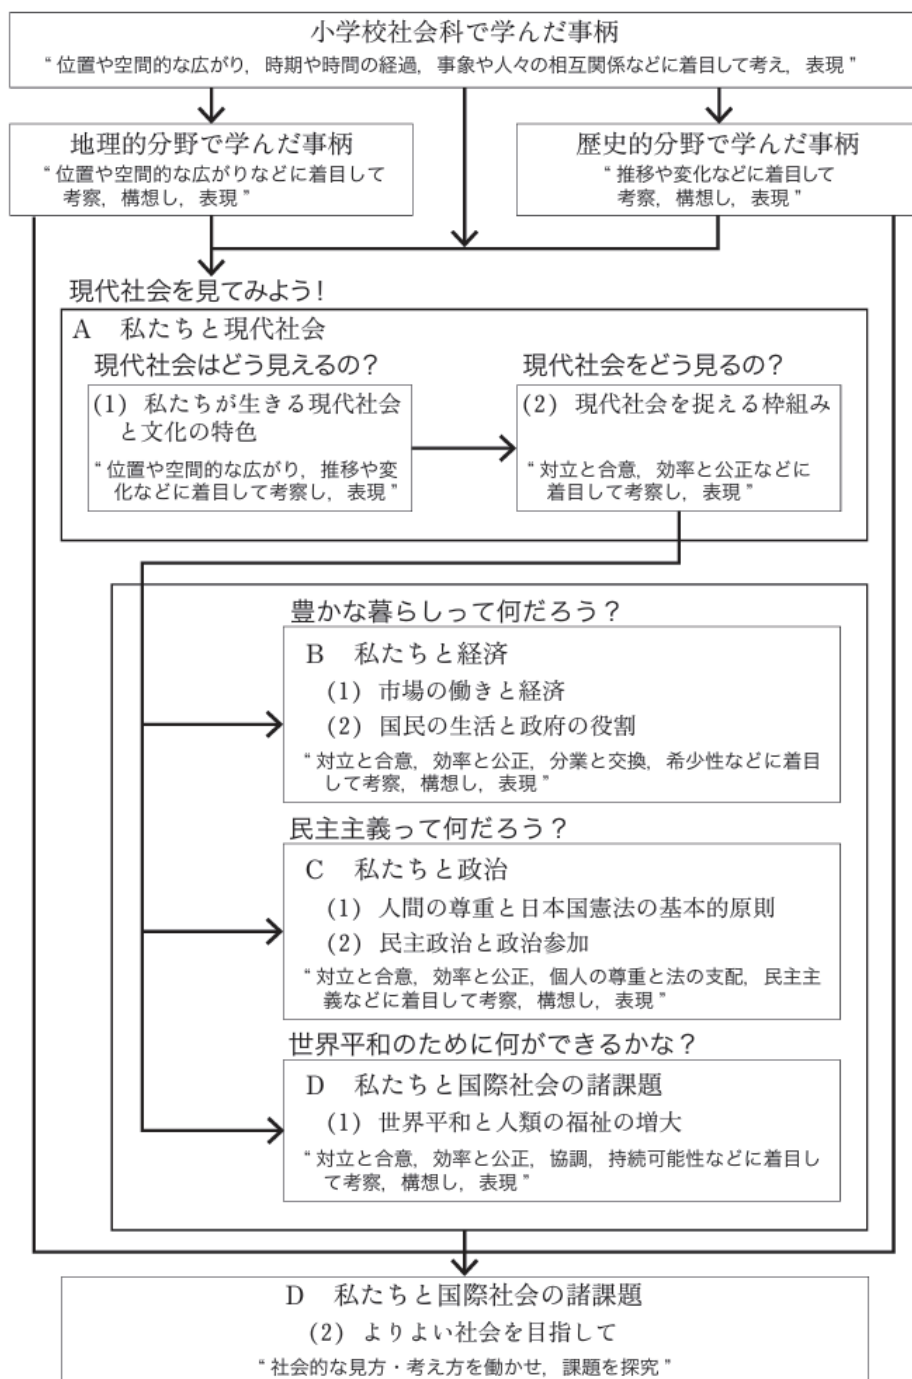 小学校社会科で学んだ事柄
“ 位置や空間的な広がり，時期や時間の経過，事象や人々の相互関係などに着目して考え，表現 ”
地理的分野で学んだ事柄
“ 位置や空間的な広がりなどに着目して
考察，構想し，表現 ”
歴史的分野で学んだ事柄
“ 推移や変化などに着目して
考察，構想し，表現 ”
現代社会を見てみよう！
A　私たちと現代社会
現代社会はどう見えるの？
(1) 私たちが生きる現代社会
と文化の特色
“ 位置や空間的な広がり，推移や変
化などに着目して考察し，表現 ”
現代社会をどう見るの？
(2) 現代社会を捉える枠組み
“ 対立と合意，効率と公正などに
着目して考察し，表現 ”
豊かな暮らしって何だろう？
B　私たちと経済
(1) 市場の働きと経済
(2) 国民の生活と政府の役割
“ 対立と合意，効率と公正，分業と交換，希少性などに着目
して考察，構想し，表現 ”
民主主義って何だろう？
C　私たちと政治
(1) 人間の尊重と日本国憲法の基本的原則
(2) 民主政治と政治参加
“ 対立と合意，効率と公正，個人の尊重と法の支配，民主主
義などに着目して考察，構想し，表現 ”
世界平和のために何ができるかな？
D　私たちと国際社会の諸課題
(1) 世界平和と人類の福祉の増大
“ 対立と合意，効率と公正，協調，持続可能性などに着目し
て考察，構想し，表現 ”
D　私たちと国際社会の諸課題
(2) よりよい社会を目指して
“ 社会的な見方・考え方を働かせ，課題を探究 ”